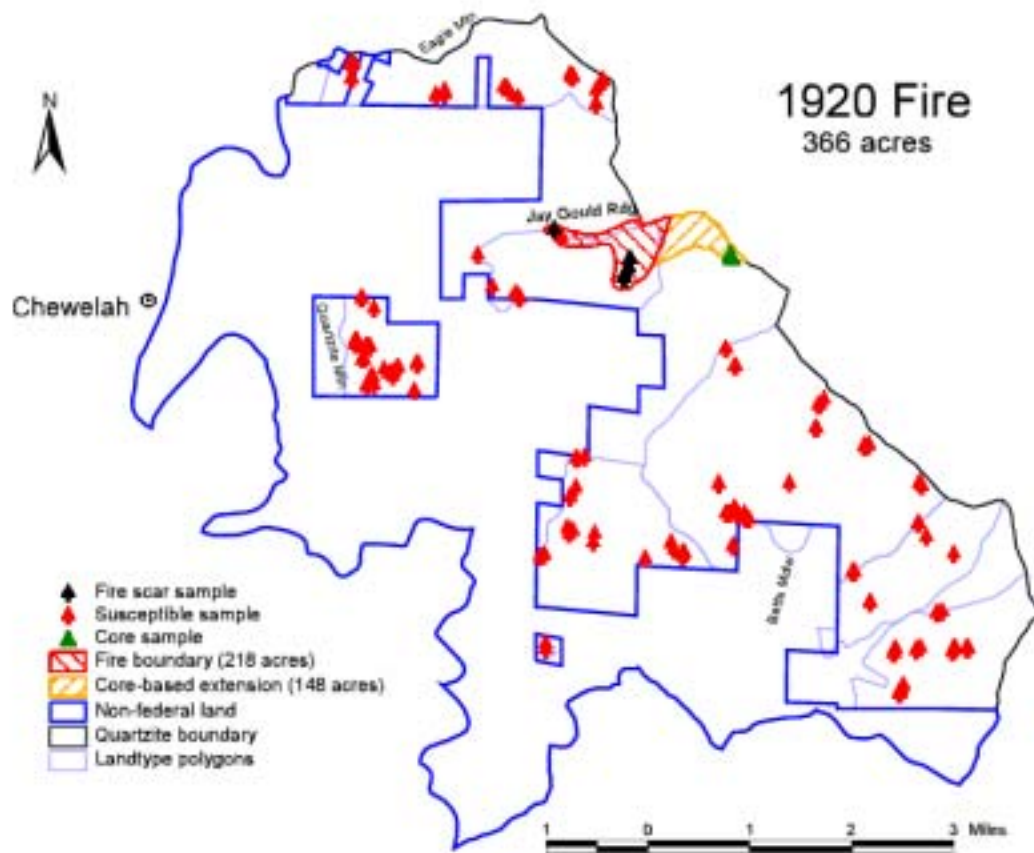 Eagle Mtn
N
1920 Fire
366 acres
Jay Gould Rdg
Chewelah
Quartzite Mtn
Betts Mdw
Fire scar sample
Susceptible sample
Core sample
Fire boundary (218 acres)
Core-based extension (148 acres)
Non-federal land
Quartzite boundary
Landtype polygons
1 0 1 2 3 Miles